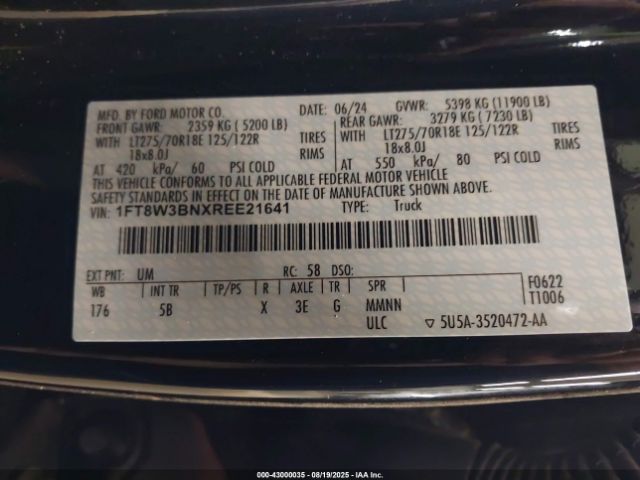 MFD. BY FORD MOTOR CO. DATE: 06/24 GVWR: 5398 KG (11900 LB)
FRONT GAWR: 2359 KG (5200 LB) REAR GAWR: 3279 KG (7230 LB)
WITH LT275/70R18E 125/122R TIRES WITH LT275/70R18E 125/122R TIRES
18x8.0J RIMS 18x8.0J RIMS
AT 420 kPa/ 60 PSI COLD AT 550 kPa/ 80 PSI COLD
THIS VEHICLE CONFORMS TO ALL APPLICABLE FEDERAL MOTOR VEHICLE
SAFETY STANDARDS IN EFFECT ON THE DATE OF MANUFACTURE SHOWN ABOVE.
VIN: 1FT8W3BNXREE21641 TYPE: Truck
EXT PNT: UM RC: 58 DSO: F0622
WB INT TR TP/PS R AXLE TR SPR T1006
176 5B X 3E G MMNN
ULC ▽ 5U5A-3520472-AA
000-43000035 - 08/19/2025 - IAA Inc.